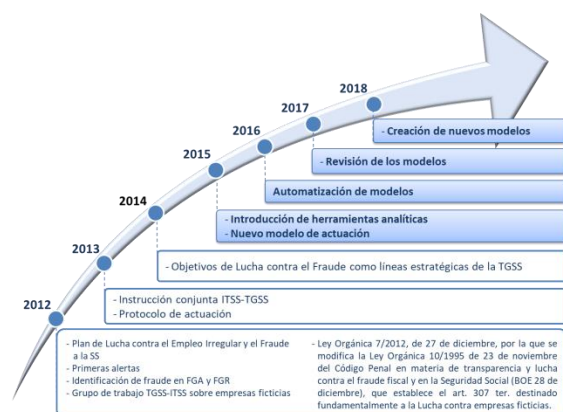 2018
- Creación de nuevos modelos
2017
- Revisión de los modelos
2016
Automatización de modelos
2015
- Introducción de herramientas analíticas
- Nuevo modelo de actuación
2014
- Objetivos de Lucha contra el Fraude como líneas estratégicas de la TGSS
2013
- Instrucción conjunta ITSS-TGSS
- Protocolo de actuación
2012
- Plan de Lucha contra el Empleo Irregular y el Fraude
a la SS
- Primeras alertas
- Identificación de fraude en FGA y FGR
- Grupo de trabajo TGSS-ITSS sobre empresas ficticias
- Ley Orgánica 7/2012, de 27 de diciembre, por la que se
modifica la Ley Orgánica 10/1995 de 23 de noviembre
del Código Penal en materia de transparencia y lucha
contra el fraude fiscal y en la Seguridad Social (BOE 28 de
diciembre), que establece el art. 307 ter. destinado
fundamentalmente a la Lucha contra empresas ficticias.